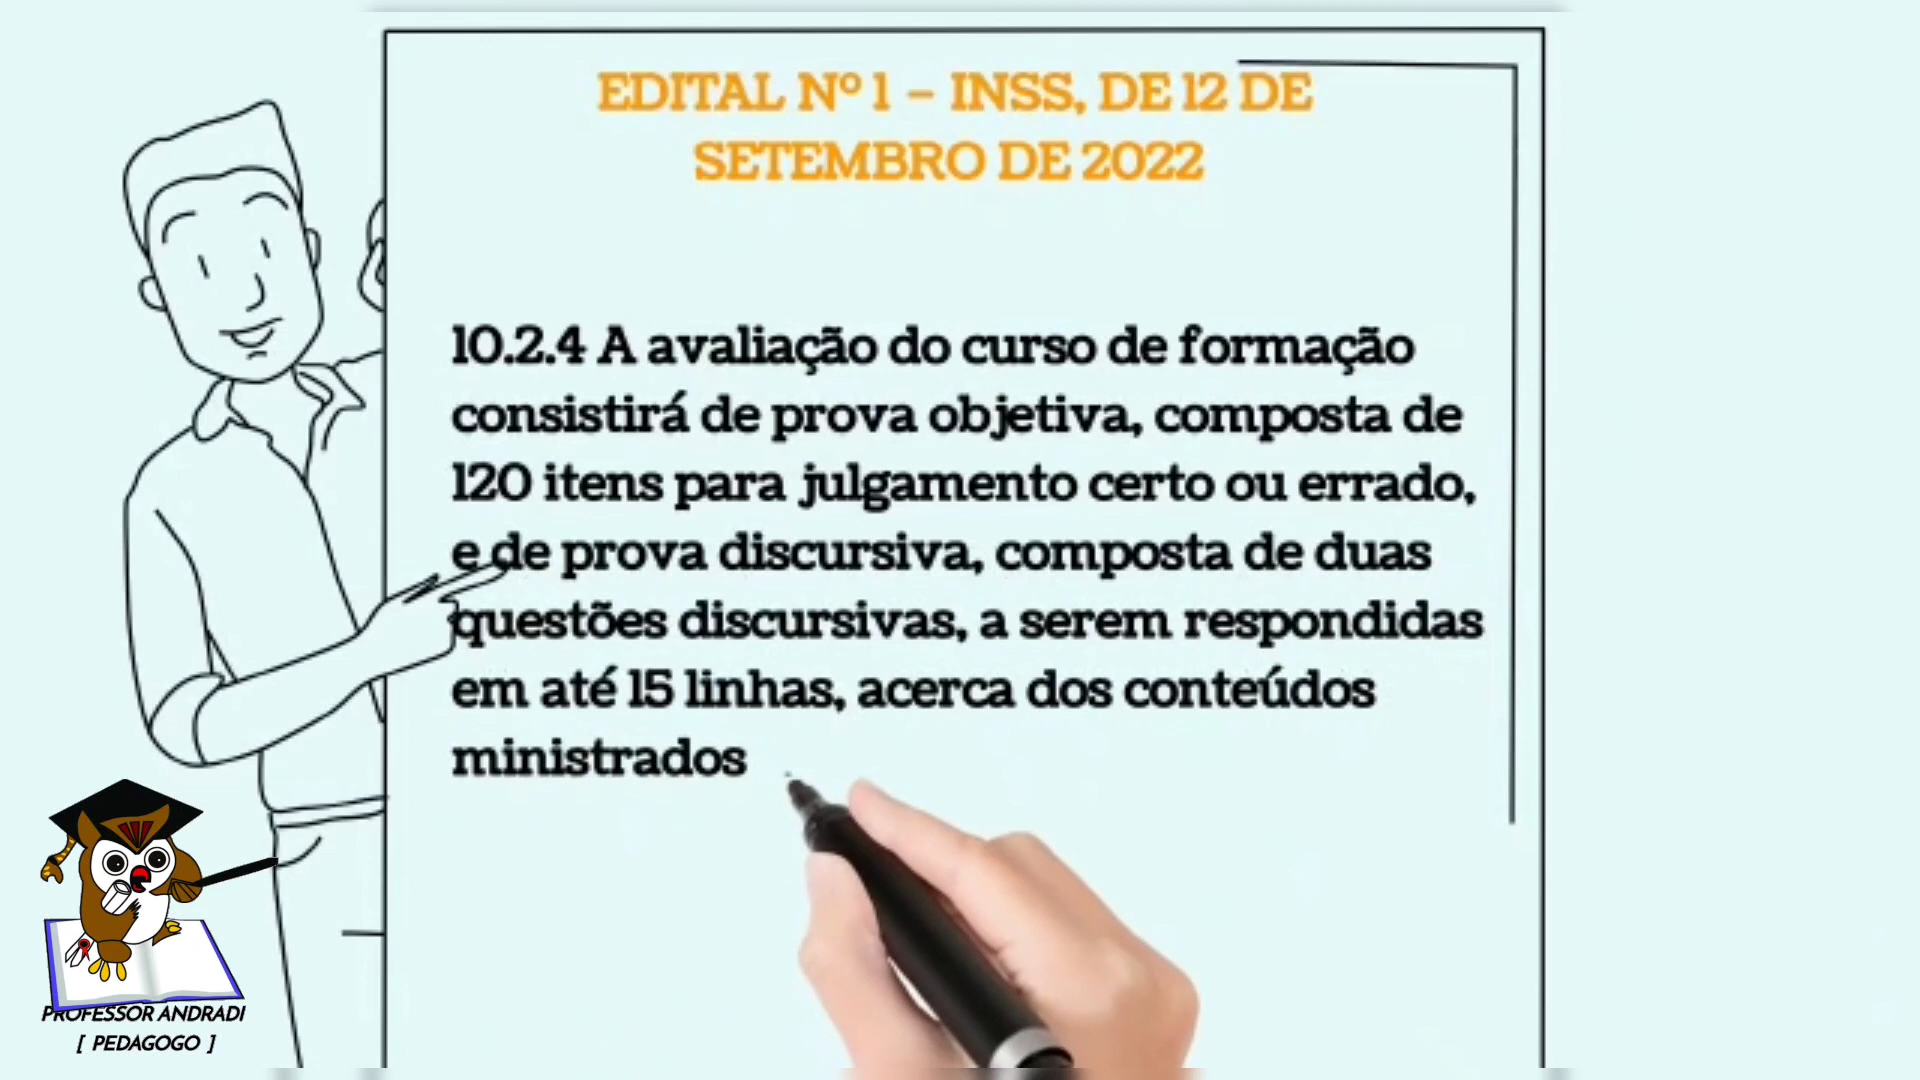 EDITAL Nº 1 – INSS, DE 12 DE
SETEMBRO DE 2022
10.2.4 A avaliação do curso de formação
consistirá de prova objetiva, composta de
120 itens para julgamento certo ou errado,
e de prova discursiva, composta de duas
questões discursivas, a serem respondidas
em até 15 linhas, acerca dos conteúdos
ministrados
PROFESSOR ANDRADI
[ PEDAGOGO ]